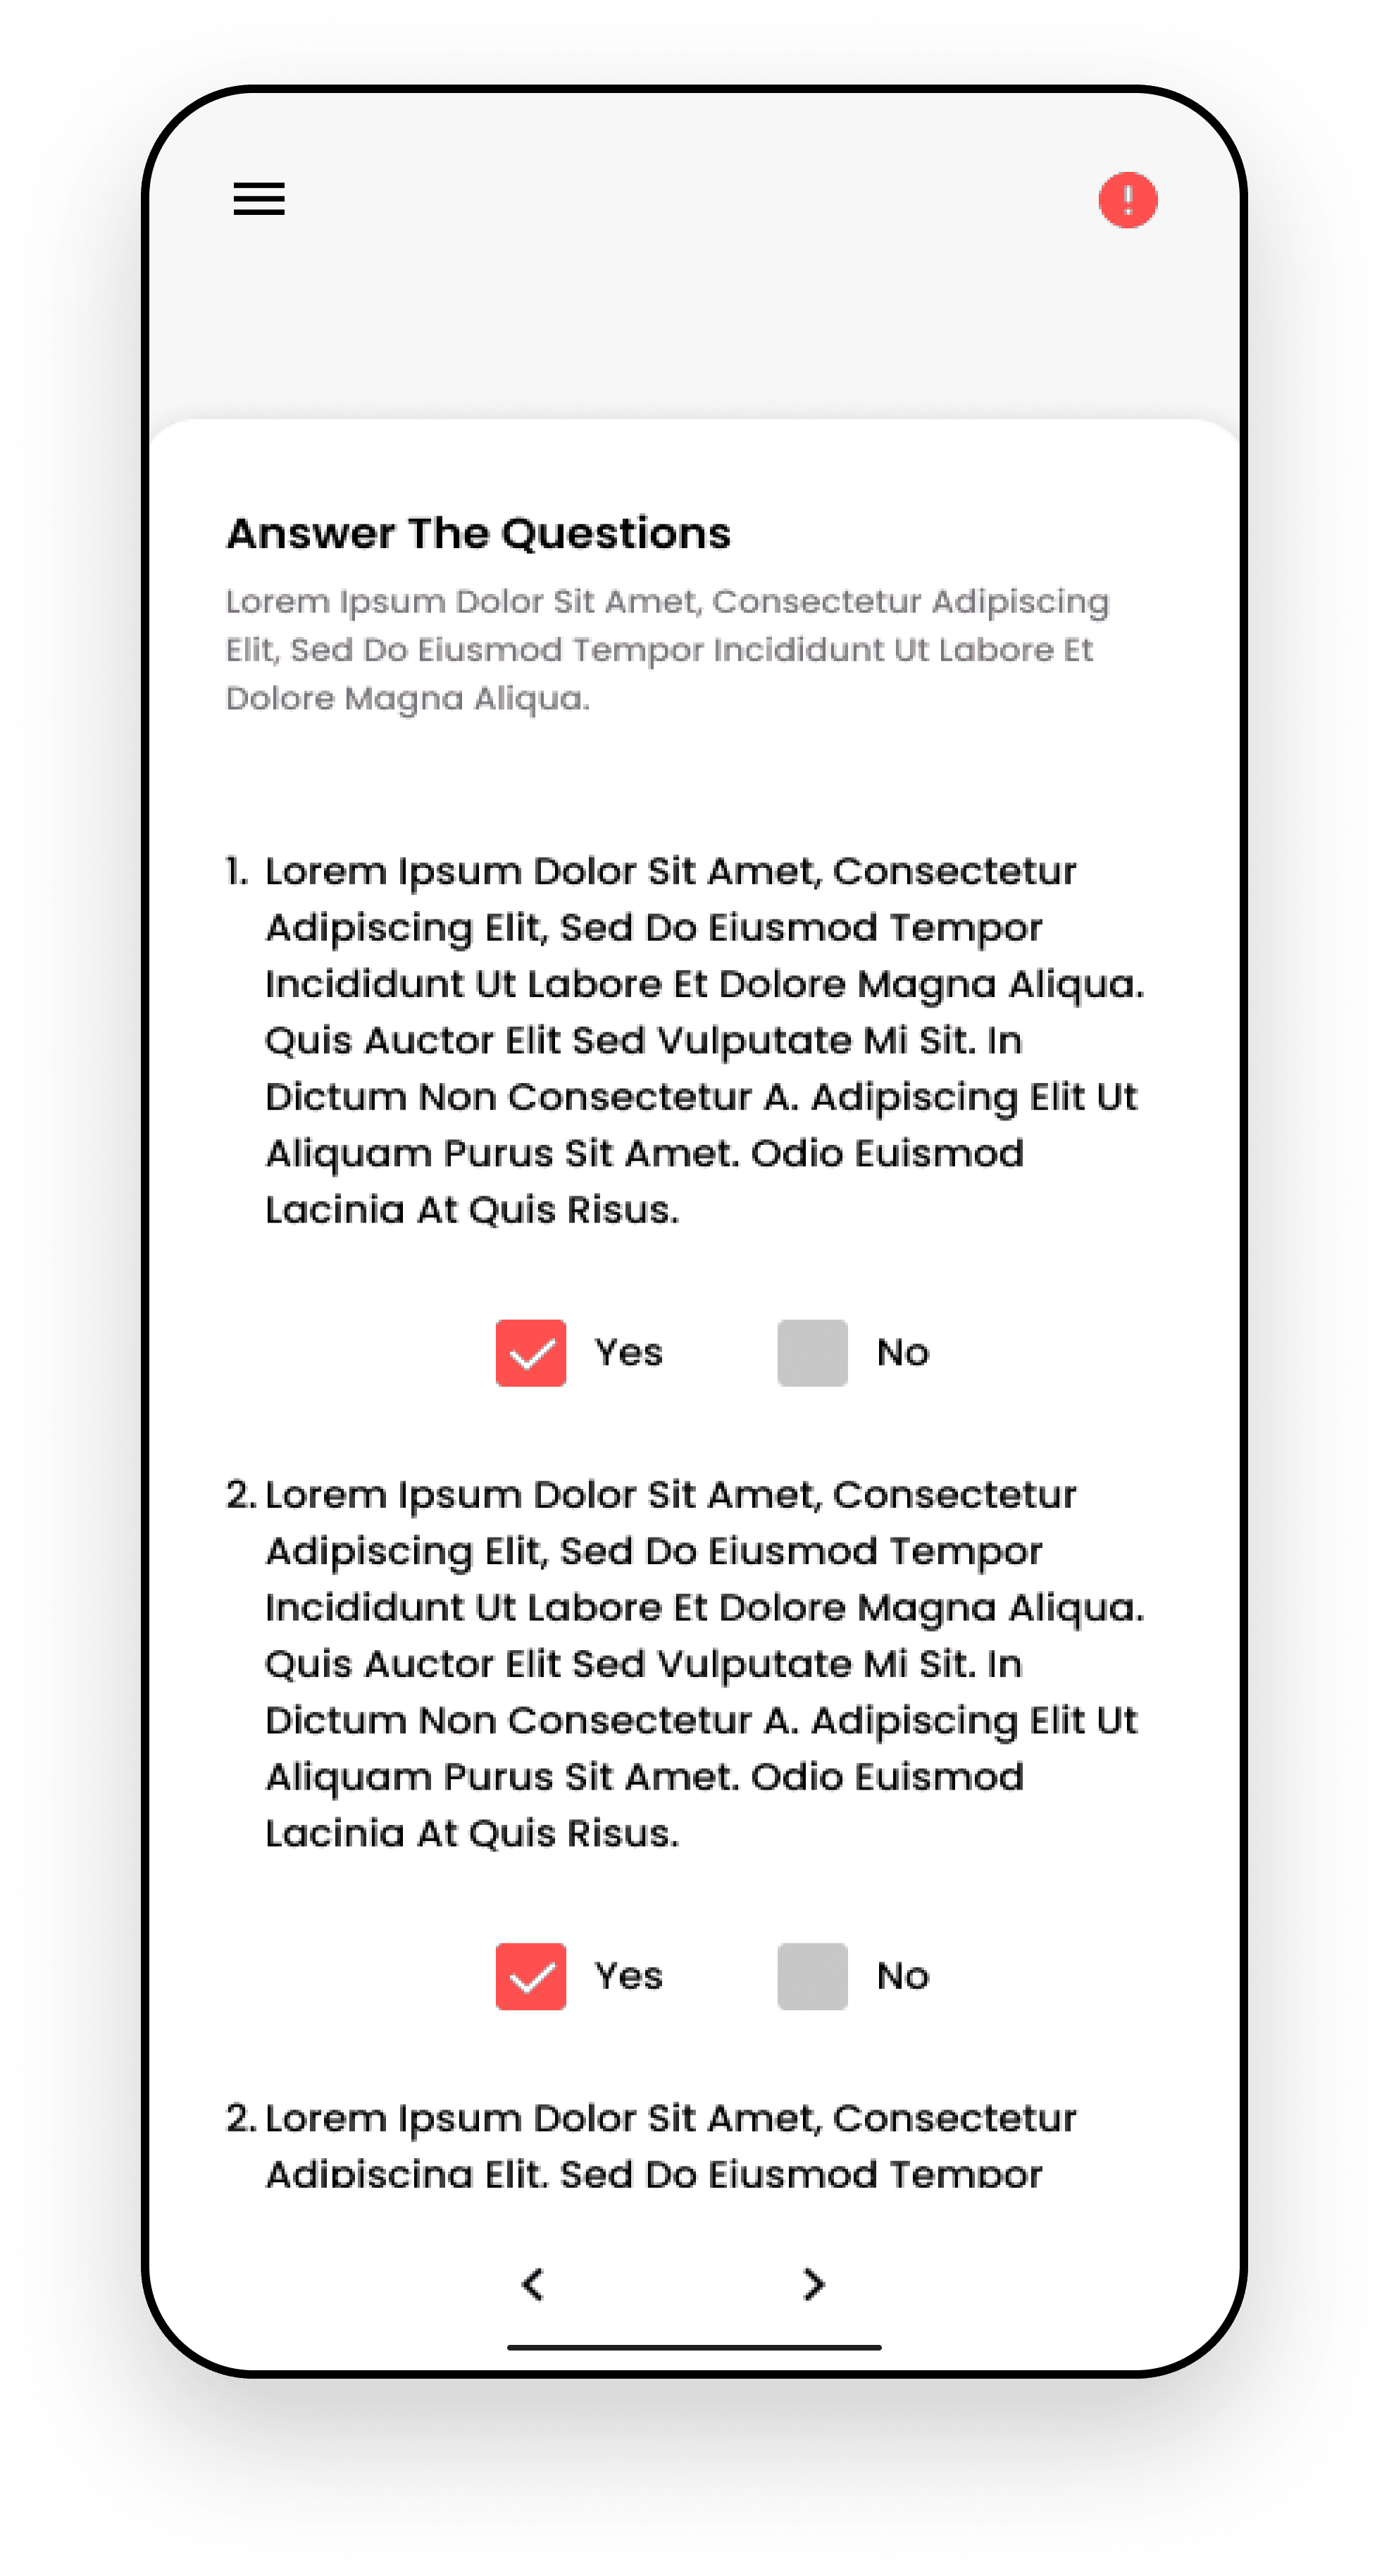 Answer The Questions
Lorem Ipsum Dolor Sit Amet, Consectetur Adipiscing
Elit, Sed Do Eiusmod Tempor Incididunt Ut Labore Et
Dolore Magna Aliqua.
1. Lorem Ipsum Dolor Sit Amet, Consectetur
Adipiscing Elit, Sed Do Eiusmod Tempor
Incididunt Ut Labore Et Dolore Magna Aliqua.
Quis Auctor Elit Sed Vulputate Mi Sit. In
Dictum Non Consectetur A. Adipiscing Elit Ut
Aliquam Purus Sit Amet. Odio Euismod
Lacinia At Quis Risus.
Yes No
2. Lorem Ipsum Dolor Sit Amet, Consectetur
Adipiscing Elit, Sed Do Eiusmod Tempor
Incididunt Ut Labore Et Dolore Magna Aliqua.
Quis Auctor Elit Sed Vulputate Mi Sit. In
Dictum Non Consectetur A. Adipiscing Elit Ut
Aliquam Purus Sit Amet. Odio Euismod
Lacinia At Quis Risus.
Yes No
2. Lorem Ipsum Dolor Sit Amet, Consectetur
Adipiscing Elit, Sed Do Eiusmod Tempor